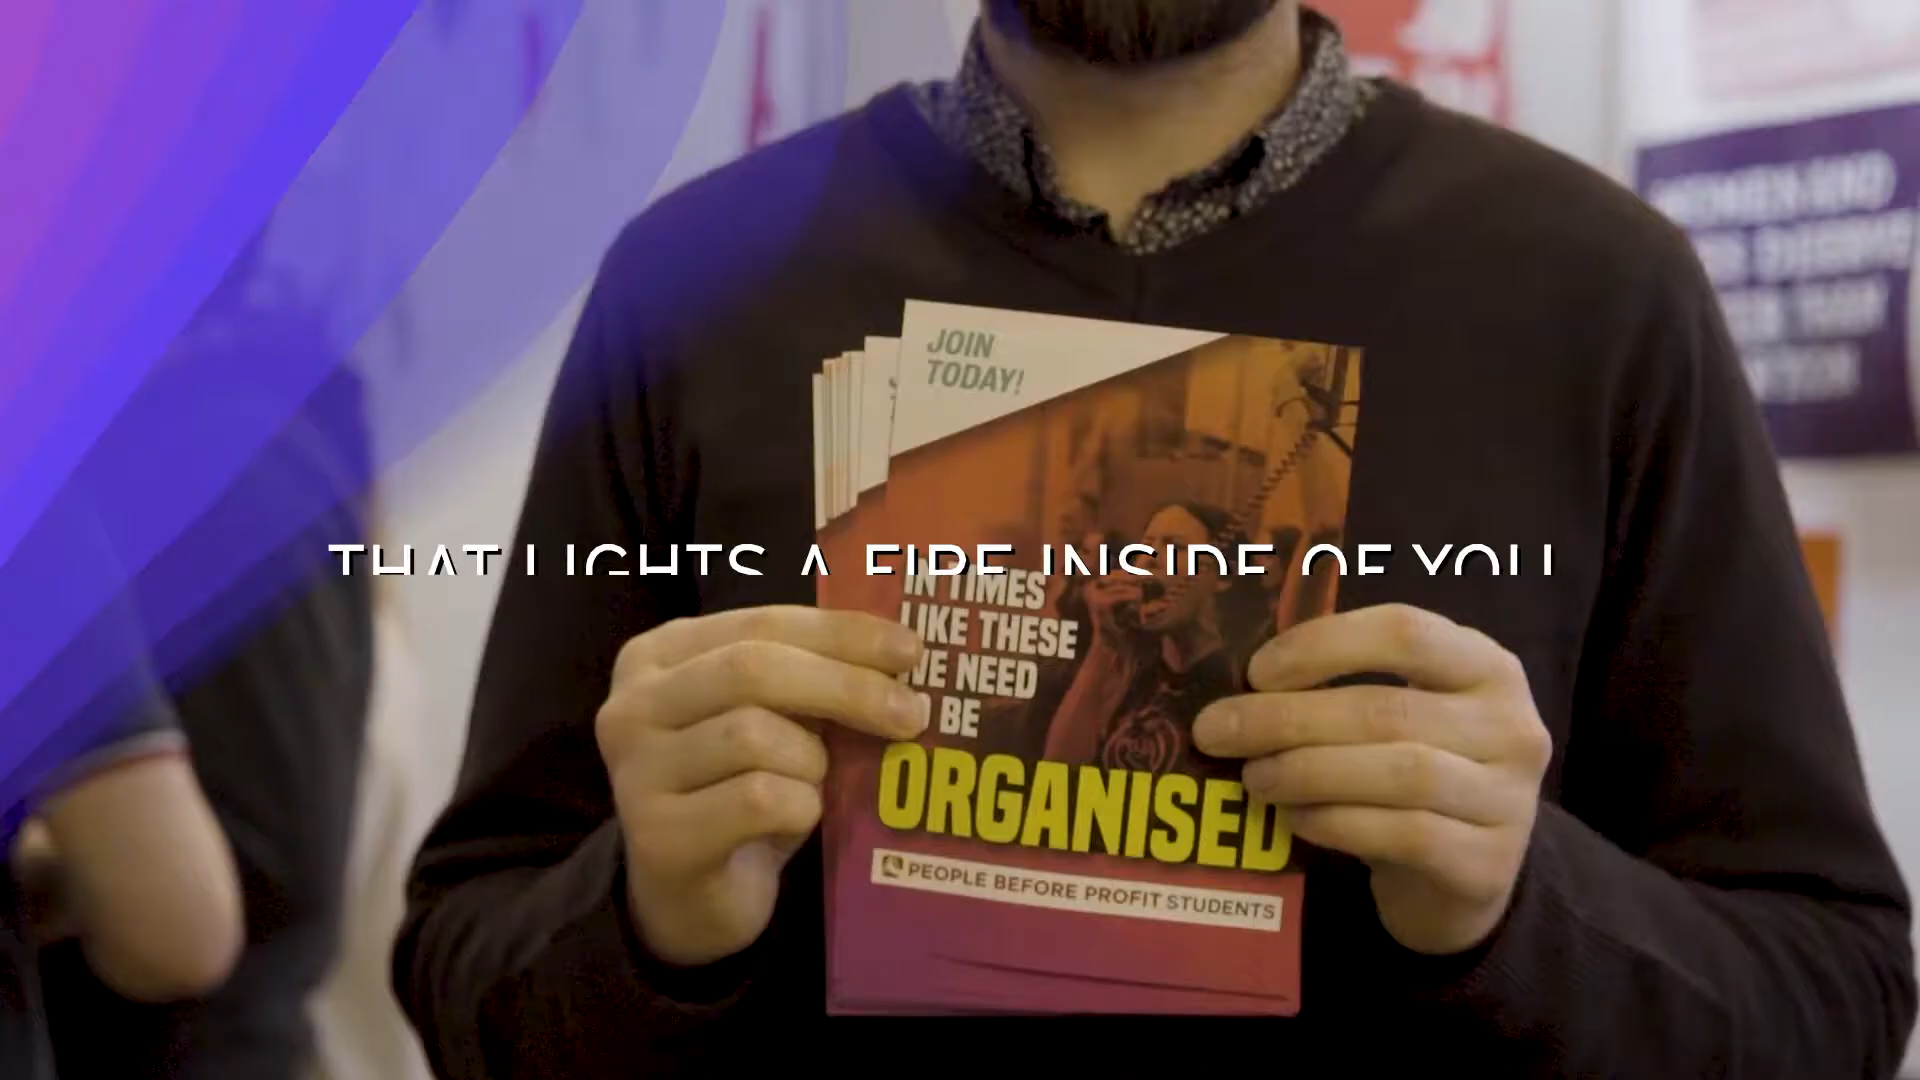 JOIN
TODAY!
THAT LIGHTS A FIRE INSIDE OF YOU
IN TIMES
LIKE THESE
WE NEED
BE
ORGANISED
PEOPLE BEFORE PROFIT STUDENTS